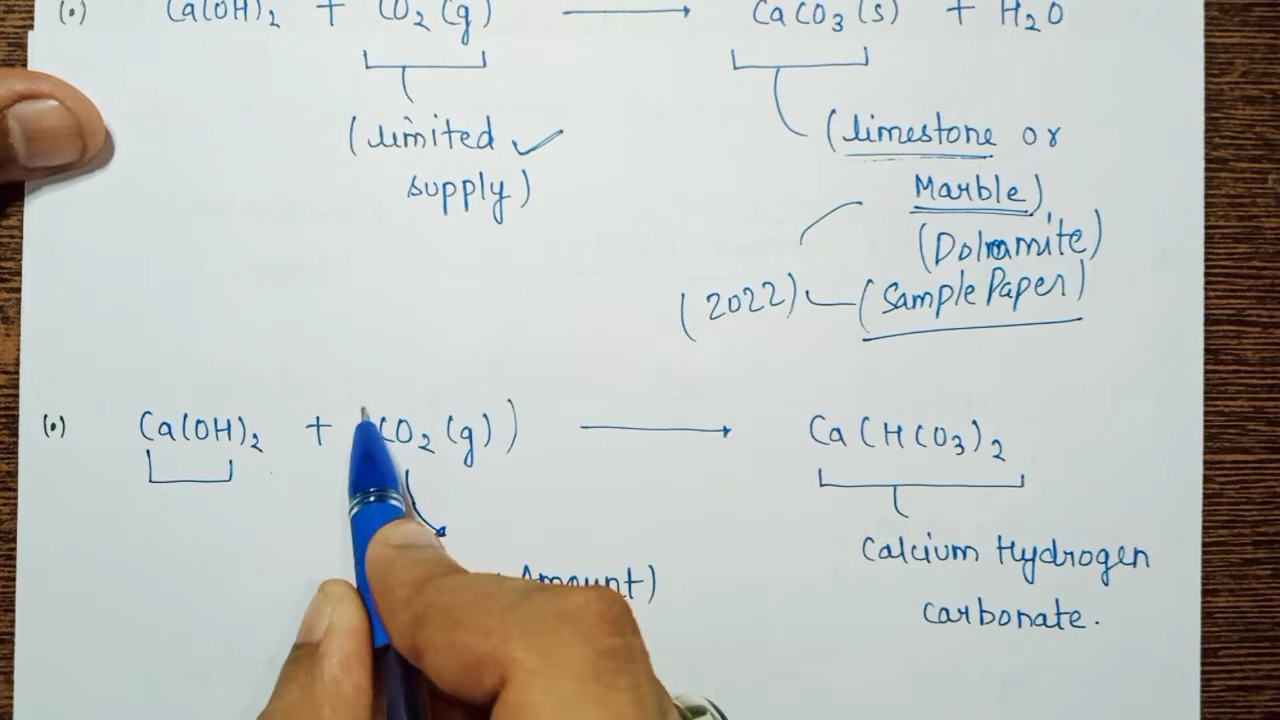 (•) Ca(OH)2 + CO2 (g) → CaCO3 (s) + H2O
(limited ✓
supply)
(limestone or
Marble)
(Dolomite)
(2022) (Sample Paper)
(•) Ca(OH)2 + CO2 (g)) → Ca(HCO3)2
Calcium Hydrogen
carbonate.
Amount)